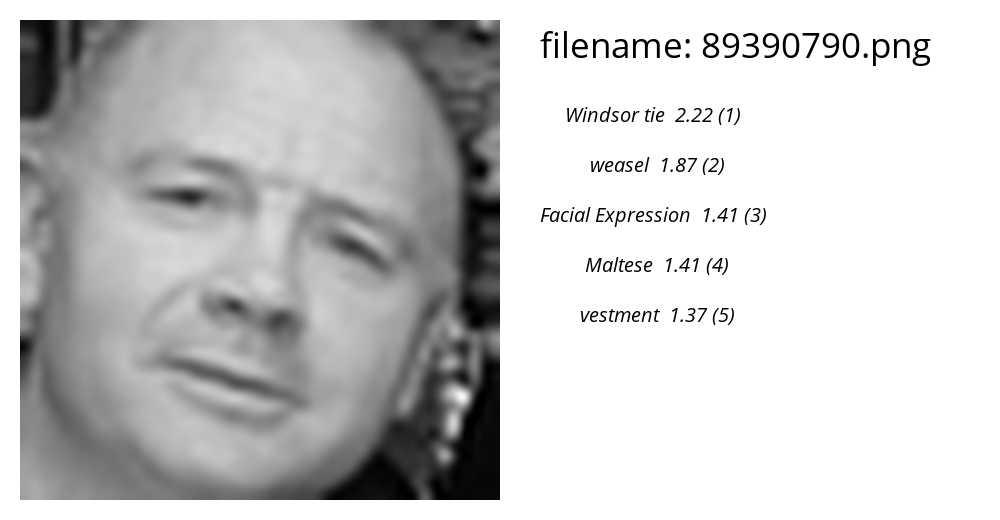 filename: 89390790.png
Windsor tie 2.22 (1)
weasel 1.87 (2)
Facial Expression 1.41 (3)
Maltese 1.41 (4)
vestment 1.37 (5)